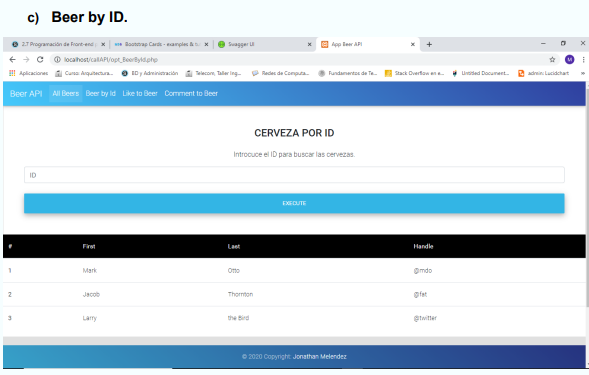 c) Beer by ID.
2.7 Programación de Front-end :: Bootstrap Cards - examples & t Swagger UI App Beer API
localhost/callAPI/opt_BeerById.php
Aplicaciones Curso: Arquitectura... BD y Administración Telecom, Taller Ing... Redes de Computa... Fundamentos de Te... Stack Overflow en e... Untitled Document... admin: Lucidchart »
Beer API All Beers Beer by Id Like to Beer Comment to Beer
CERVEZA POR ID
Introcuce el ID para buscar las cervezas.
ID
EXECUTE
# First Last Handle
1 Mark Otto @mdo
2 Jacob Thornton @fat
3 Larry the Bird @twitter
© 2020 Copyright: Jonathan Melendez